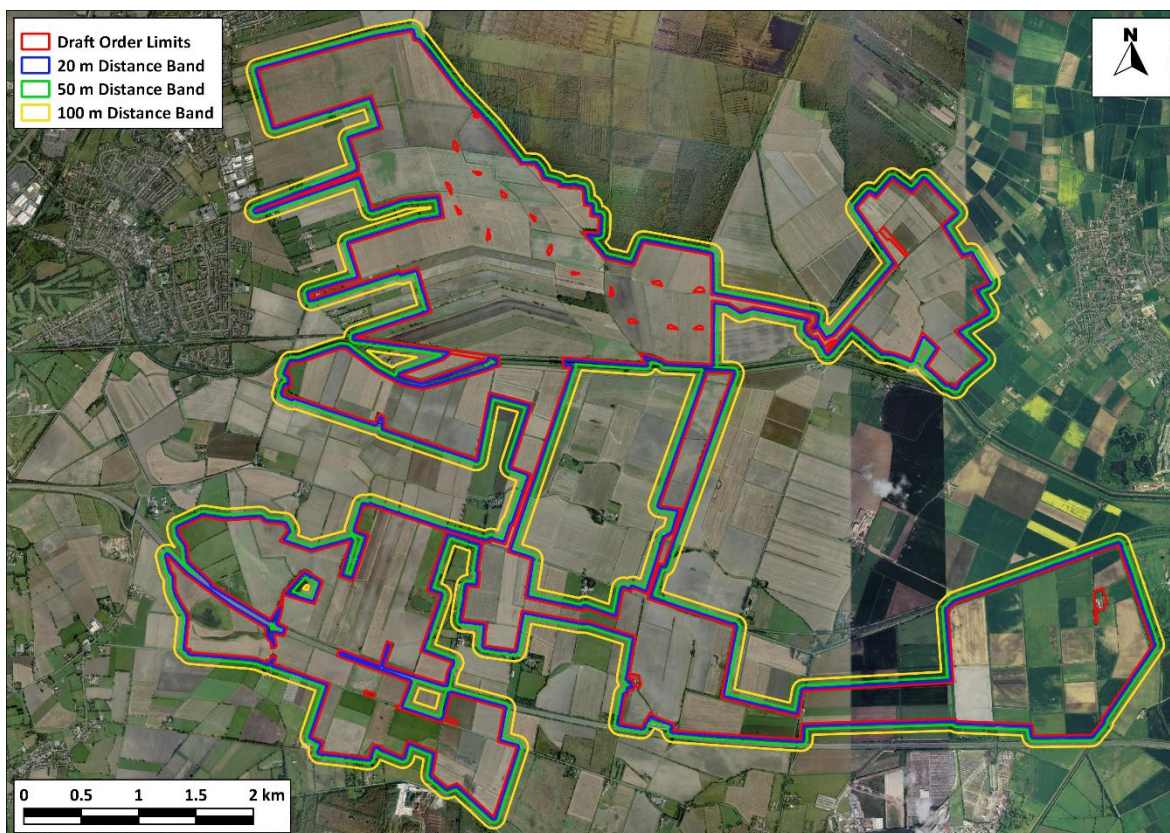 Draft Order Limits
20 m Distance Band
50 m Distance Band
100 m Distance Band
N
0 0.5 1 1.5 2 km